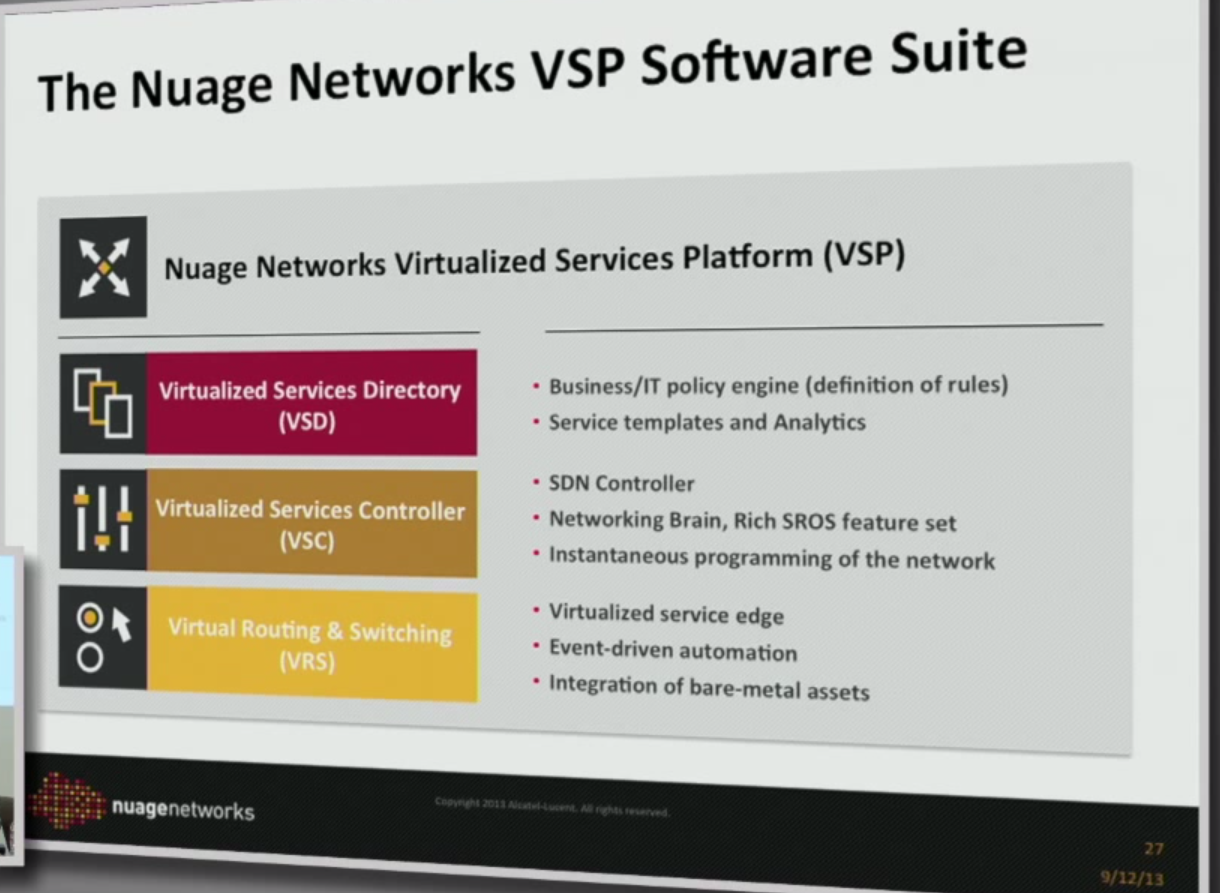 The Nuage Networks VSP Software Suite
Nuage Networks Virtualized Services Platform (VSP)
Virtualized Services Directory
(VSD)
• Business/IT policy engine (definition of rules)
• Service templates and Analytics
Virtualized Services Controller
(VSC)
• SDN Controller
• Networking Brain, Rich SROS feature set
• Instantaneous programming of the network
Virtual Routing & Switching
(VRS)
• Virtualized service edge
• Event-driven automation
• Integration of bare-metal assets
nuagenetworks
Copyright 2013 Alcatel-Lucent. All rights reserved.
27
9/12/13